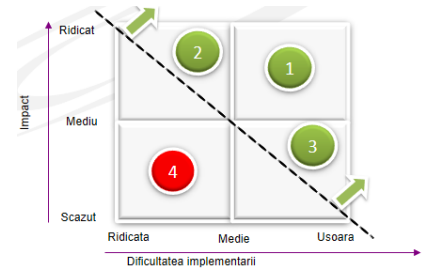 Ridicat
2
1
Impact
Mediu
3
4
Scazut
Ridicata
Medie
Usoara
Dificultatea implementarii